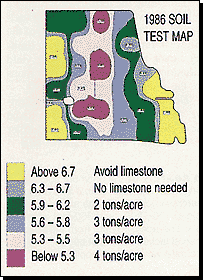 1986 SOIL
TEST MAP
Above 6.7 Avoid limestone
6.3 – 6.7 No limestone needed
5.9 – 6.2 2 tons/acre
5.6 – 5.8 3 tons/acre
5.3 – 5.5 3 tons/acre
Below 5.3 4 tons/acre